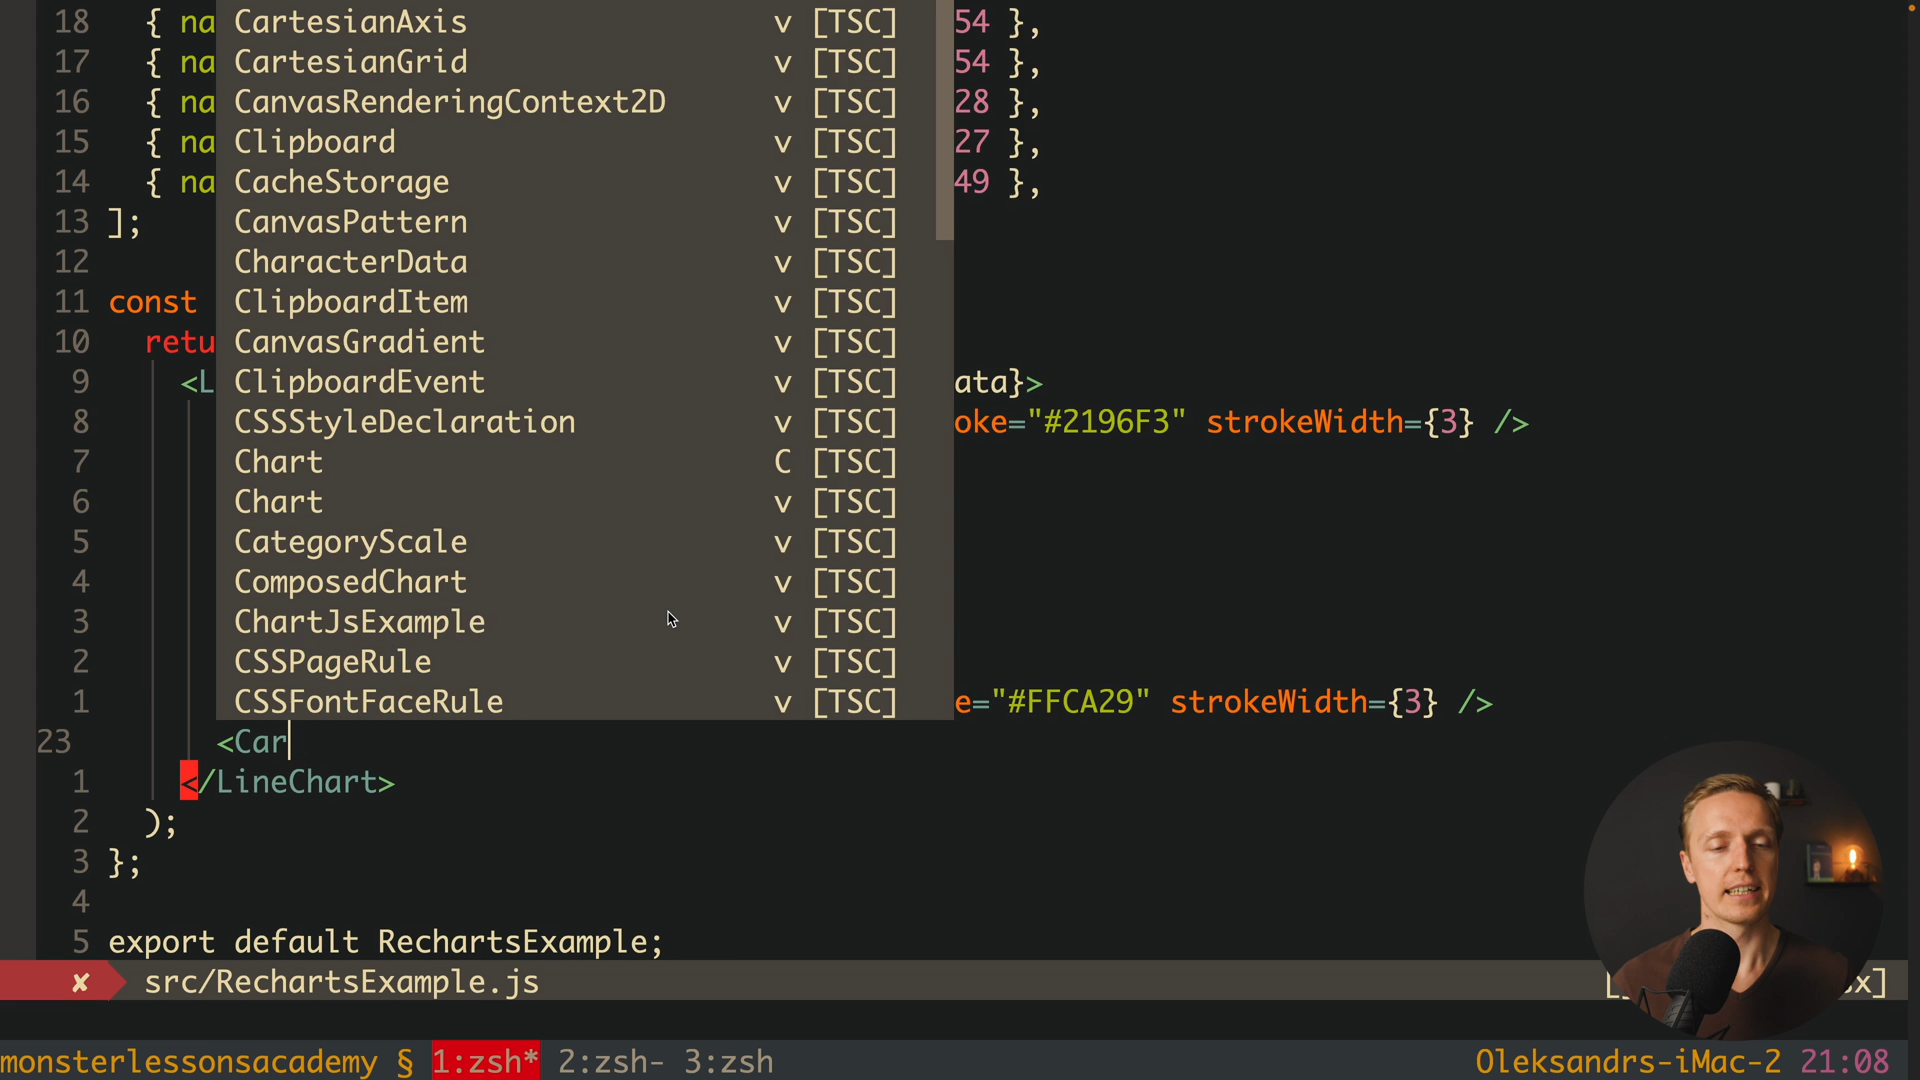 18 { na CartesianAxis v [TSC] 54 },
17 { na CartesianGrid v [TSC] 54 },
16 { na CanvasRenderingContext2D v [TSC] 28 },
15 { na Clipboard v [TSC] 27 },
14 { na CacheStorage v [TSC] 49 },
13 ]; CanvasPattern v [TSC]
12 CharacterData v [TSC]
11 const ClipboardItem v [TSC]
10 retu CanvasGradient v [TSC]
9 <L ClipboardEvent v [TSC] ata}>
8 CSSStyleDeclaration v [TSC] oke="#2196F3" strokeWidth={3} />
7 Chart C [TSC]
6 Chart v [TSC]
5 CategoryScale v [TSC]
4 ComposedChart v [TSC]
3 ChartJsExample v [TSC]
2 CSSPageRule v [TSC]
1 CSSFontFaceRule v [TSC] e="#FFCA29" strokeWidth={3} />
23 <Car
1 </LineChart>
2 );
3 };
4
5 export default RechartsExample;
✘ src/RechartsExample.js [ x]
monsterlessonsacademy § 1:zsh* 2:zsh- 3:zsh Oleksandrs-iMac-2 21:08